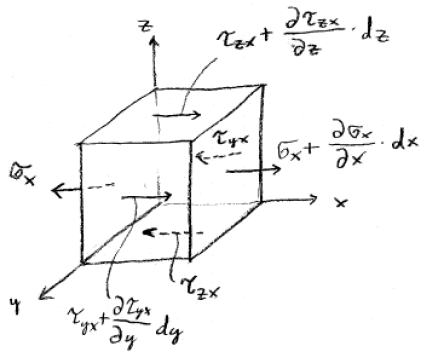 z
τzx + ∂τzx/∂z · dz
τyx
σx
σx + ∂σx/∂x · dx
x
τzx
y
τyx + ∂τyx/∂y dy